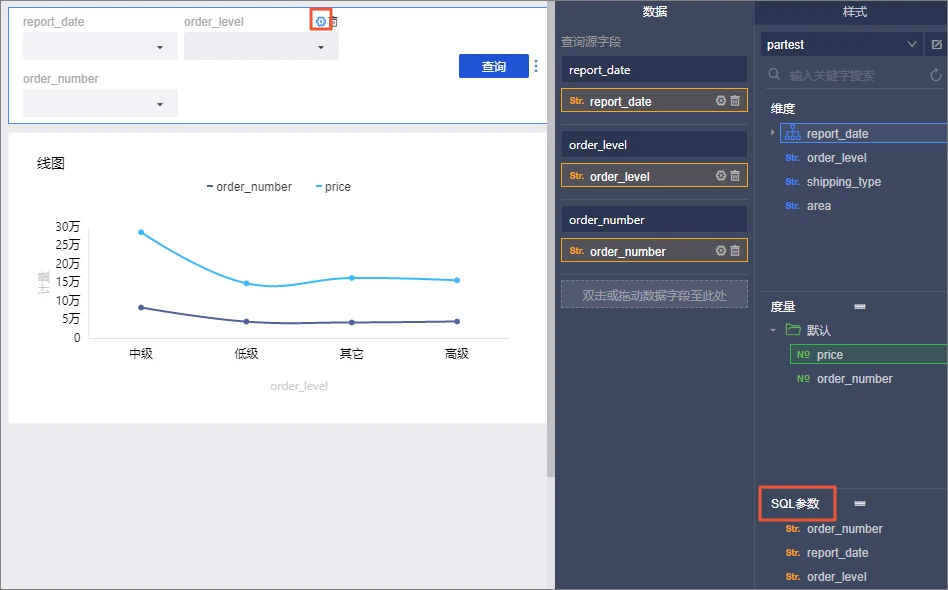 report_date
order_level
查询
order_number
线图
order_number
price
30万
25万
20万
15万
10万
5万
0
计量
中级
低级
其它
高级
order_level
数据
查询源字段
report_date
Str. report_date
order_level
Str. order_level
order_number
Str. order_number
双击或拖动数据字段至此处
样式
partest
输入关键字搜索
维度
report_date
Str. order_level
Str. shipping_type
Str. area
度量
默认
Nº price
Nº order_number
SQL参数
Str. order_number
Str. report_date
Str. order_level